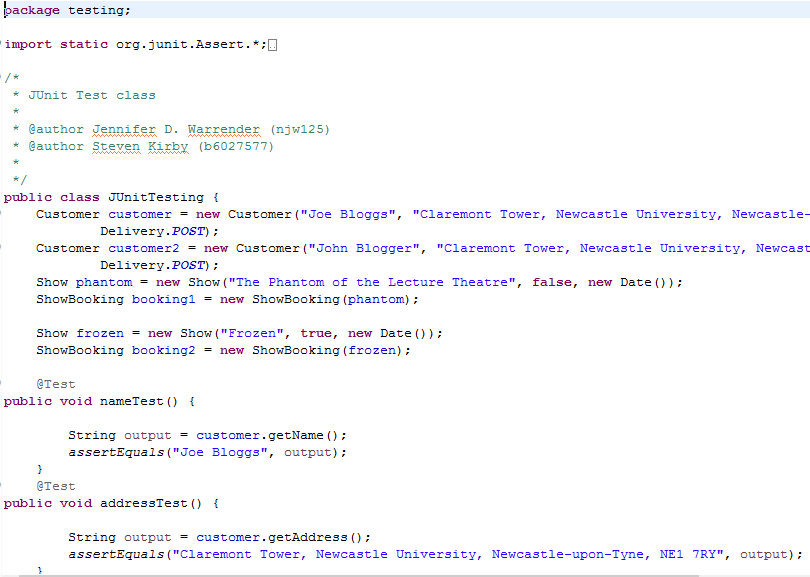 package testing;
import static org.junit.Assert.*;
/*
 * JUnit Test class
 *
 * @author Jennifer D. Warrender (njw125)
 * @author Steven Kirby (b6027577)
 *
 */
public class JUnitTesting {
    Customer customer = new Customer("Joe Bloggs", "Claremont Tower, Newcastle University, Newcastle-
            Delivery.POST);
    Customer customer2 = new Customer("John Blogger", "Claremont Tower, Newcastle University, Newcast
            Delivery.POST);
    Show phantom = new Show("The Phantom of the Lecture Theatre", false, new Date());
    ShowBooking booking1 = new ShowBooking(phantom);
    Show frozen = new Show("Frozen", true, new Date());
    ShowBooking booking2 = new ShowBooking(frozen);
    @Test
public void nameTest() {
        String output = customer.getName();
        assertEquals("Joe Bloggs", output);
    }
    @Test
public void addressTest() {
        String output = customer.getAddress();
        assertEquals("Claremont Tower, Newcastle University, Newcastle-upon-Tyne, NE1 7RY", output);
    }